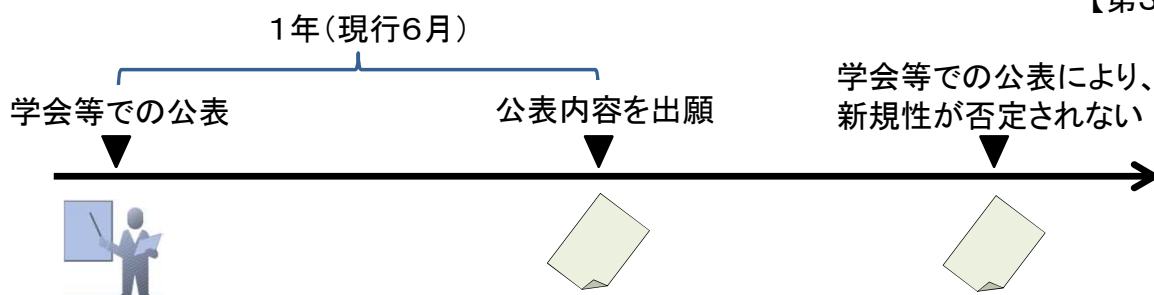 【第3
1年(現行6月)
学会等での公表
公表内容を出願
学会等での公表により、
新規性が否定されない